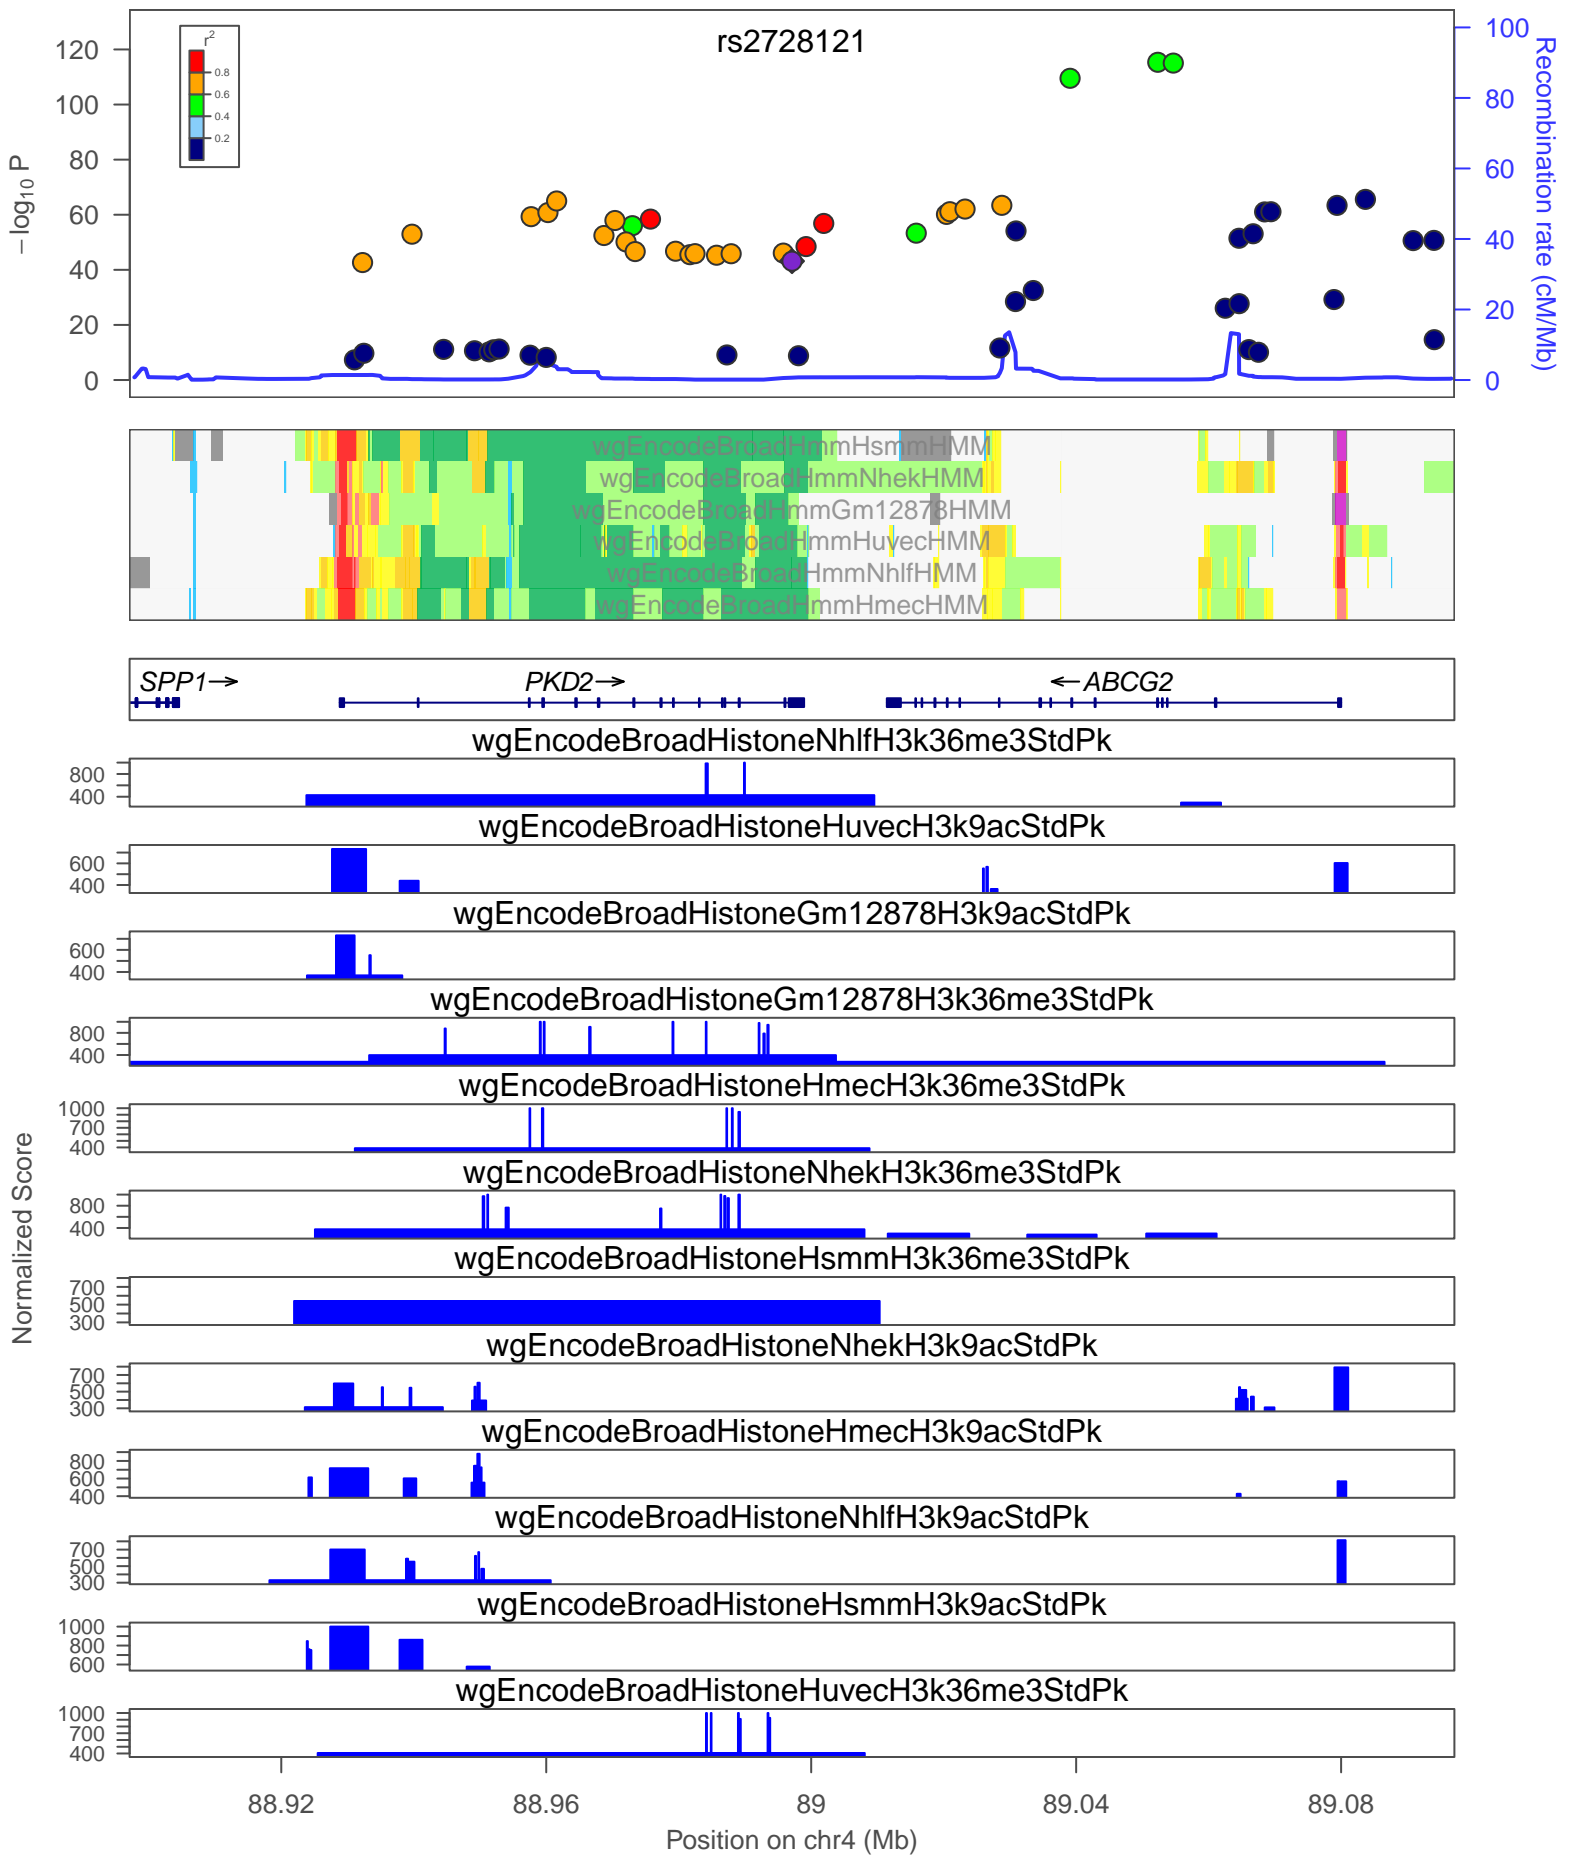 rs2728121
r2
0.8
0.6
0.4
0.2
120
100
80
60
40
20
0
−log10 P
100
80
60
40
20
0
Recombination rate (cM/Mb)
wgEncodeBroadHmmHsmmHMM
wgEncodeBroadHmmNhekHMM
wgEncodeBroadHmmGm12878HMM
wgEncodeBroadHmmHuvecHMM
wgEncodeBroadHmmNhlfHMM
wgEncodeBroadHmmHmecHMM
SPP1→
PKD2→
←ABCG2
Normalized Score
wgEncodeBroadHistoneNhlfH3k36me3StdPk
800
400
wgEncodeBroadHistoneHuvecH3k9acStdPk
600
400
wgEncodeBroadHistoneGm12878H3k9acStdPk
600
400
wgEncodeBroadHistoneGm12878H3k36me3StdPk
800
400
wgEncodeBroadHistoneHmecH3k36me3StdPk
1000
700
400
wgEncodeBroadHistoneNhekH3k36me3StdPk
800
400
wgEncodeBroadHistoneHsmmH3k36me3StdPk
700
500
300
wgEncodeBroadHistoneNhekH3k9acStdPk
700
500
300
wgEncodeBroadHistoneHmecH3k9acStdPk
800
600
400
wgEncodeBroadHistoneNhlfH3k9acStdPk
700
500
300
wgEncodeBroadHistoneHsmmH3k9acStdPk
1000
800
600
wgEncodeBroadHistoneHuvecH3k36me3StdPk
1000
700
400
88.92
88.96
89
89.04
89.08
Position on chr4 (Mb)